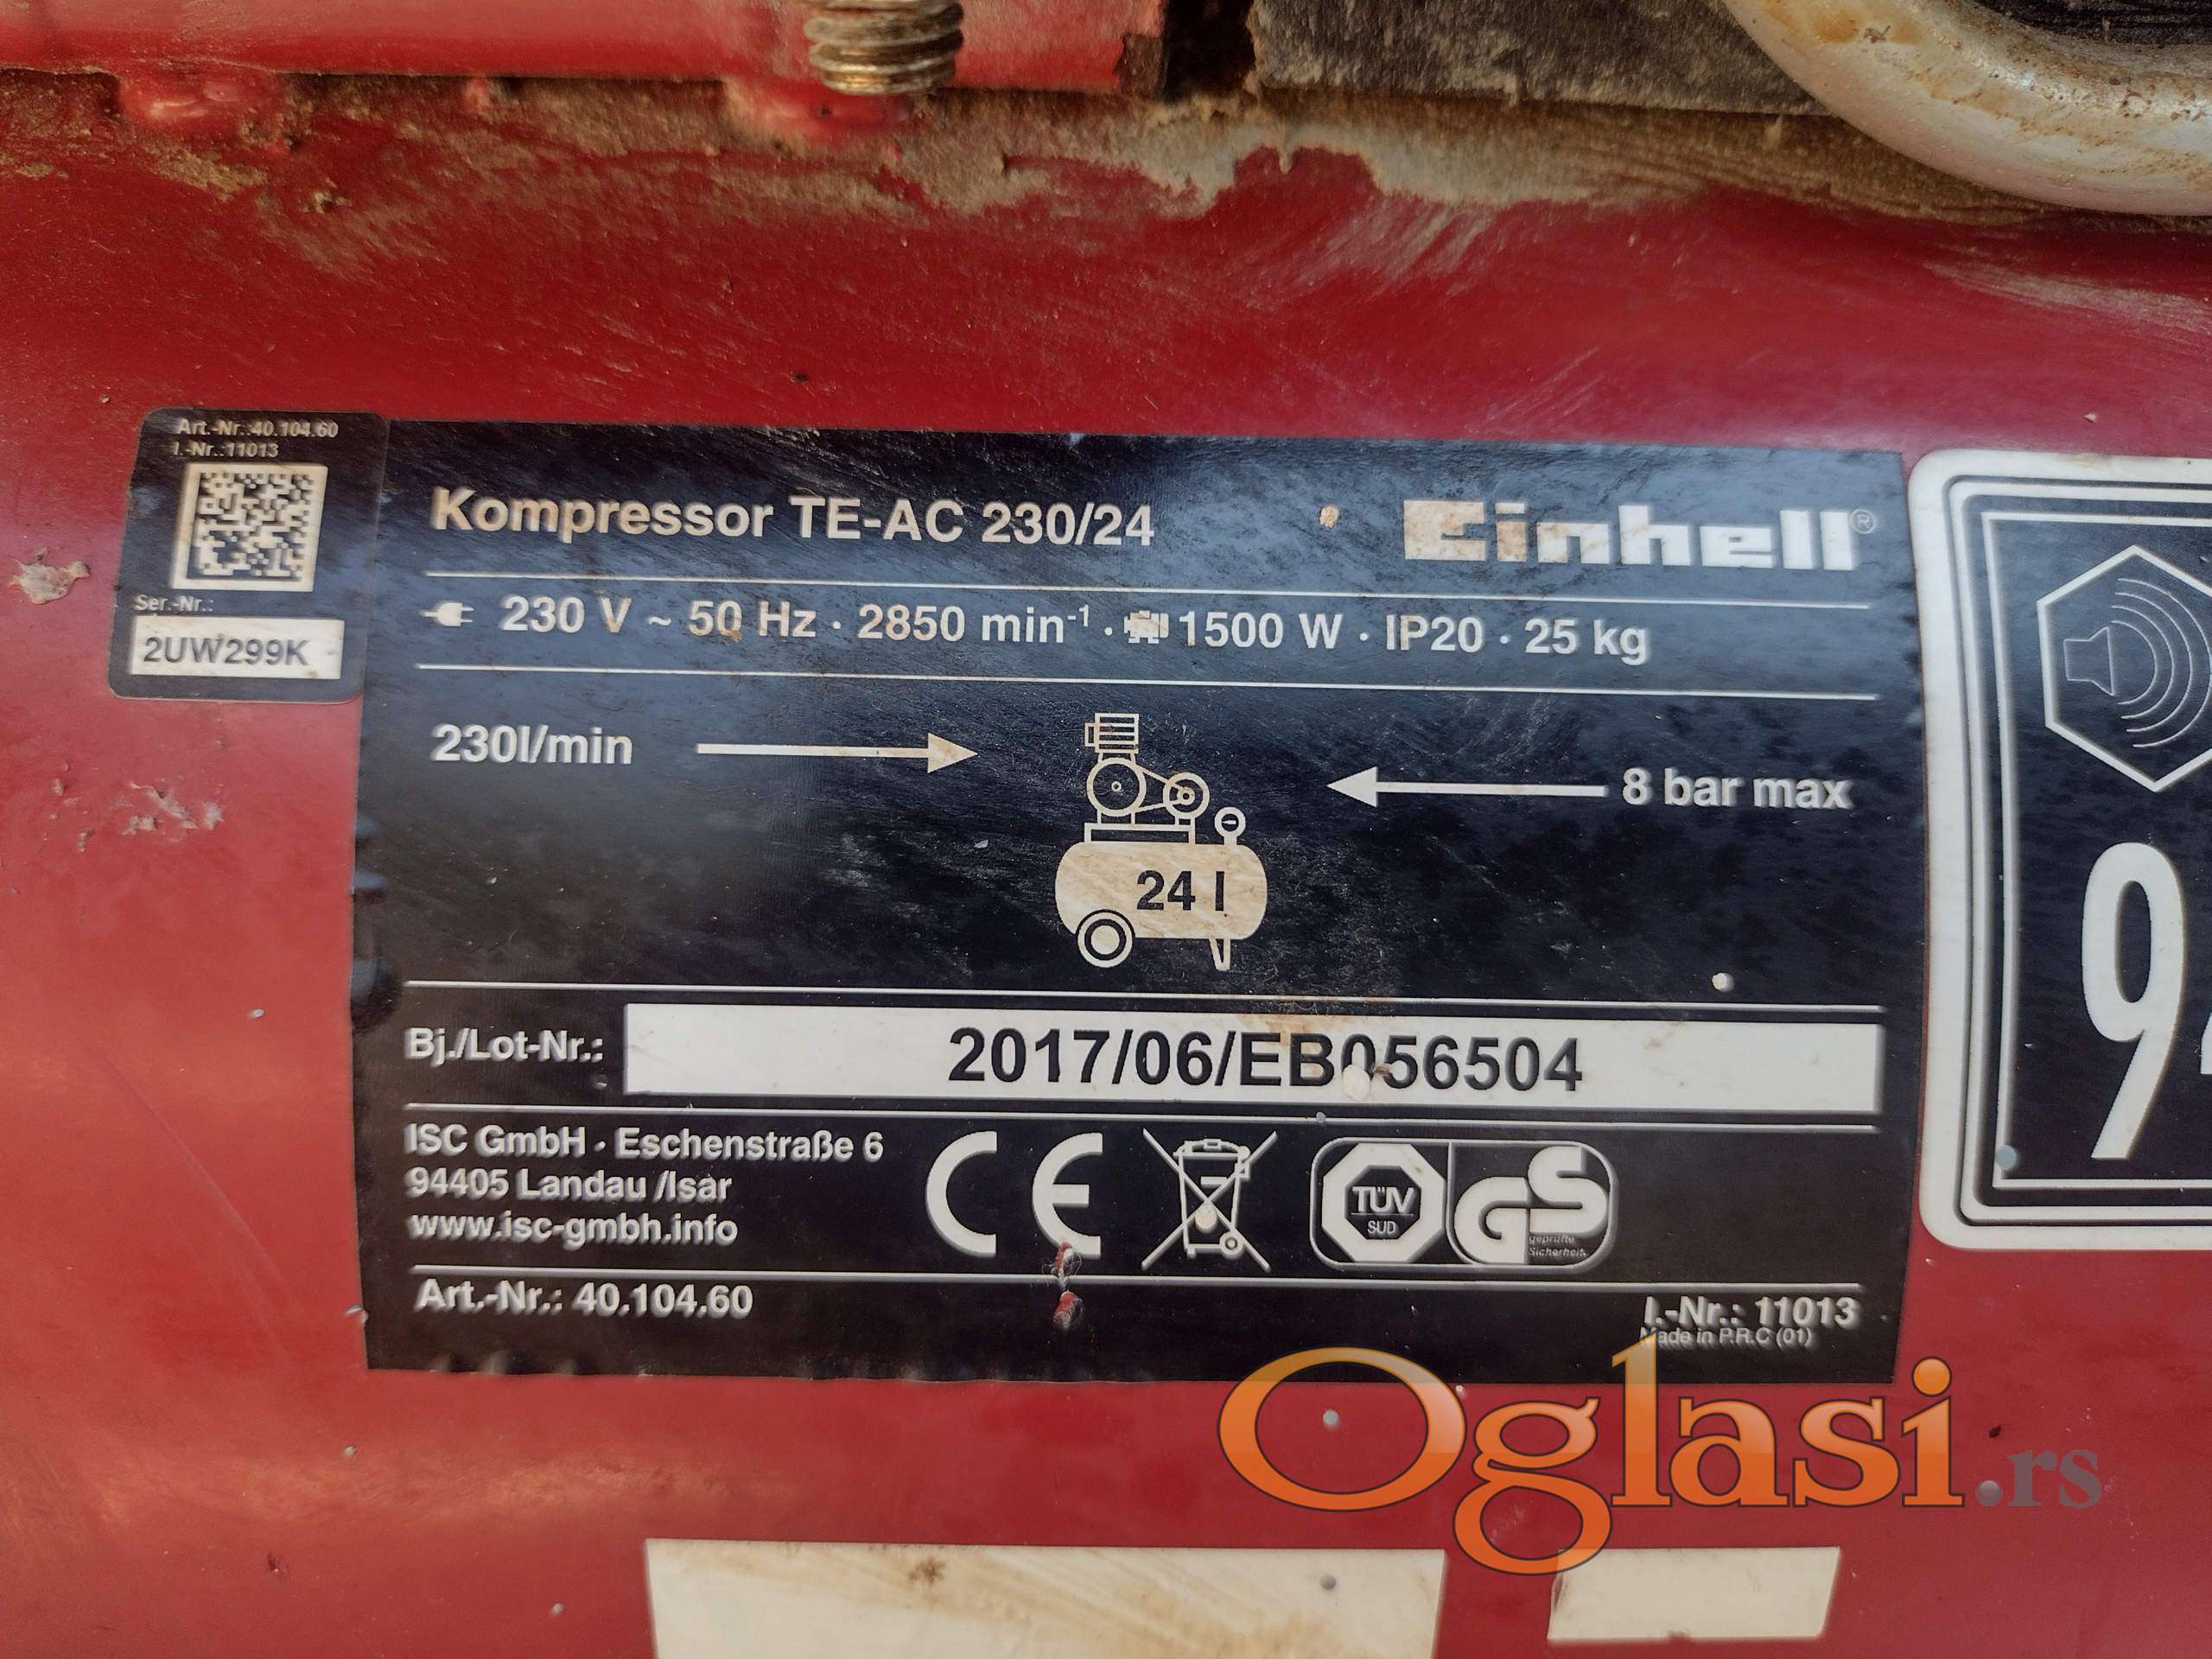 Art.-Nr.:40.104.60
I.-Nr.:11013
Ser.-Nr.:
2UW299K
Kompressor TE-AC 230/24
Einhell®
230 V ~ 50 Hz · 2850 min⁻¹ · 1500 W · IP20 · 25 kg
230l/min
8 bar max
24 l
Bj./Lot-Nr.: 2017/06/EB056504
ISC GmbH · Eschenstraße 6
94405 Landau /Isar
www.isc-gmbh.info
CE
TÜV
SUD
GS
geprüfte
Sicherheit
Art.-Nr.: 40.104.60
I.-Nr.: 11013
Made in P.R.C (01)
Oglasi.rs